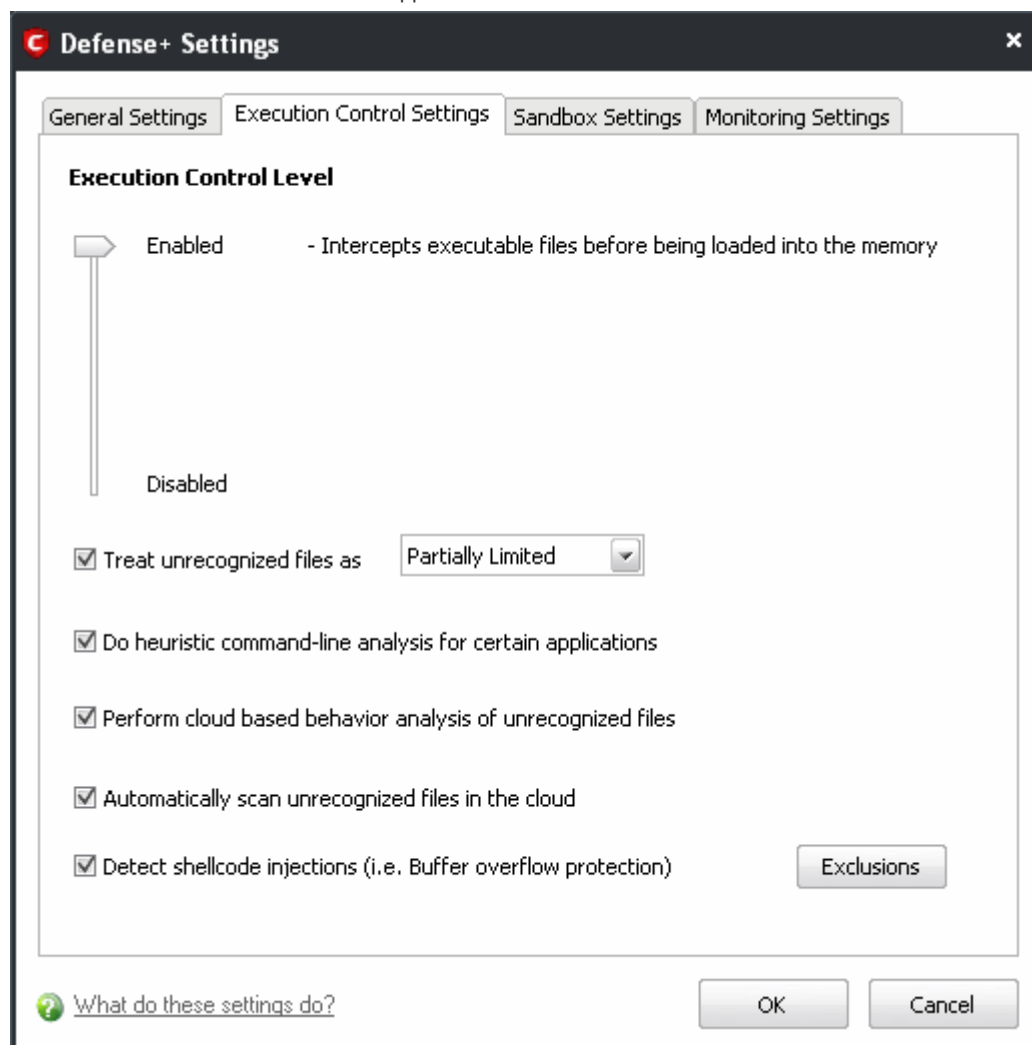 Defense+ Settings
General Settings Execution Control Settings Sandbox Settings Monitoring Settings
Execution Control Level
Enabled - Intercepts executable files before being loaded into the memory
Disabled
Treat unrecognized files as Partially Limited
Do heuristic command-line analysis for certain applications
Perform cloud based behavior analysis of unrecognized files
Automatically scan unrecognized files in the cloud
Detect shellcode injections (i.e. Buffer overflow protection) Exclusions
What do these settings do? OK Cancel